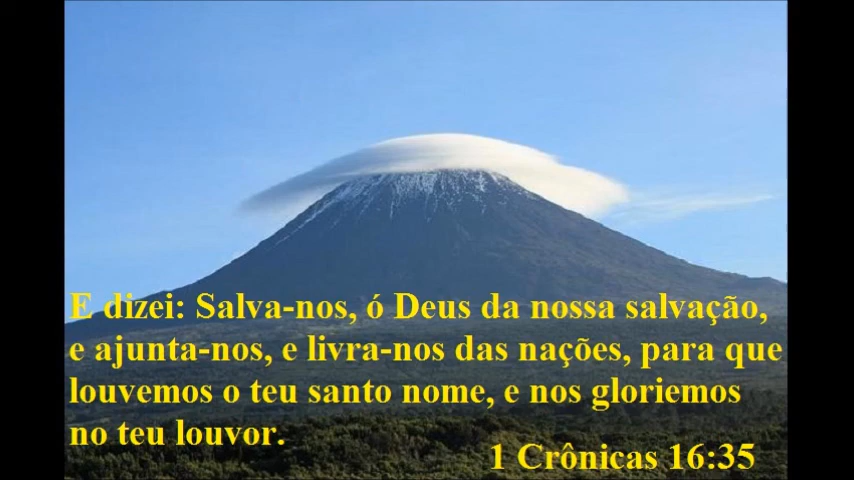 E dizei: Salva-nos, ó Deus da nossa salvação,
e ajunta-nos, e livra-nos das nações, para que
louvemos o teu santo nome, e nos gloriemos
no teu louvor.
1 Crônicas 16:35